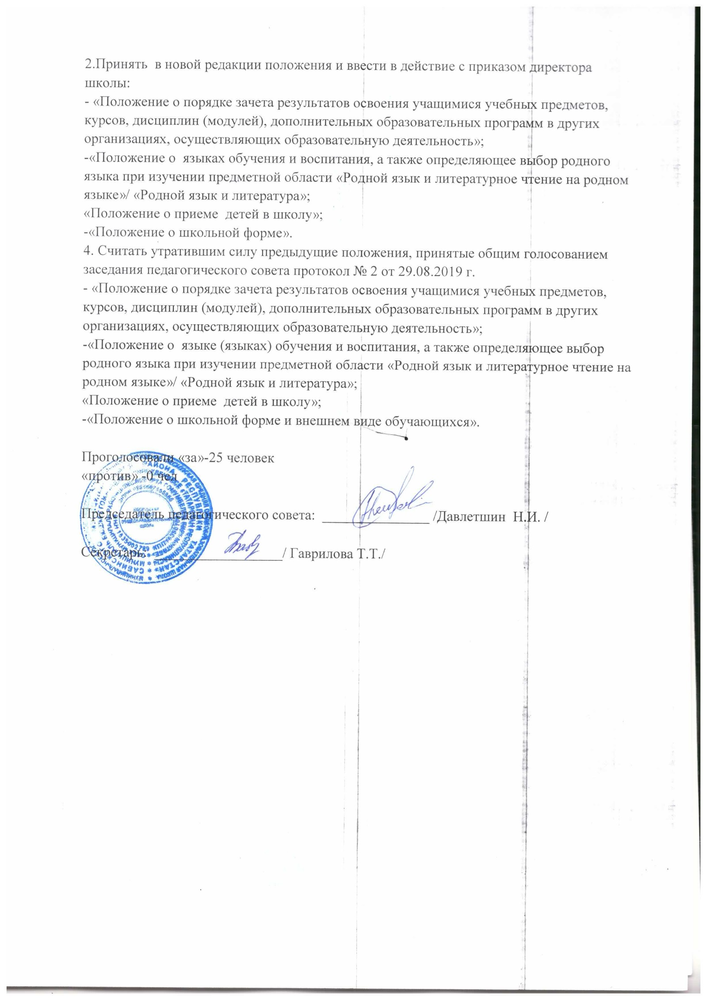 2.Принять  в новой редакции положения и ввести в действие с приказом директора
школы:
- «Положение о порядке зачета результатов освоения учащимися учебных предметов,
курсов, дисциплин (модулей), дополнительных образовательных программ в других
организациях, осуществляющих образовательную деятельность»;
-«Положение о  языках обучения и воспитания, а также определяющее выбор родного
языка при изучении предметной области «Родной язык и литературное чтение на родном
языке»/ «Родной язык и литература»;
«Положение о приеме  детей в школу»;
-«Положение о школьной форме».
4. Считать утратившим силу предыдущие положения, принятые общим голосованием
заседания педагогического совета протокол № 2 от 29.08.2019 г.
- «Положение о порядке зачета результатов освоения учащимися учебных предметов,
курсов, дисциплин (модулей), дополнительных образовательных программ в других
организациях, осуществляющих образовательную деятельность»;
-«Положение о  языке (языках) обучения и воспитания, а также определяющее выбор
родного языка при изучении предметной области «Родной язык и литературное чтение на
родном языке»/ «Родной язык и литература»;
«Положение о приеме  детей в школу»;
-«Положение о школьной форме и внешнем виде обучающихся».
Проголосовали «за»-25 человек
«против» -0 чел
Председатель педагогического совета: /Давлетшин  Н.И. /
Секретарь: / Гаврилова Т.Т./
РАЙОНА РЕСПУБЛИКИ ТАТАРСТАН
ИНН 1635002789
ШКОЛА